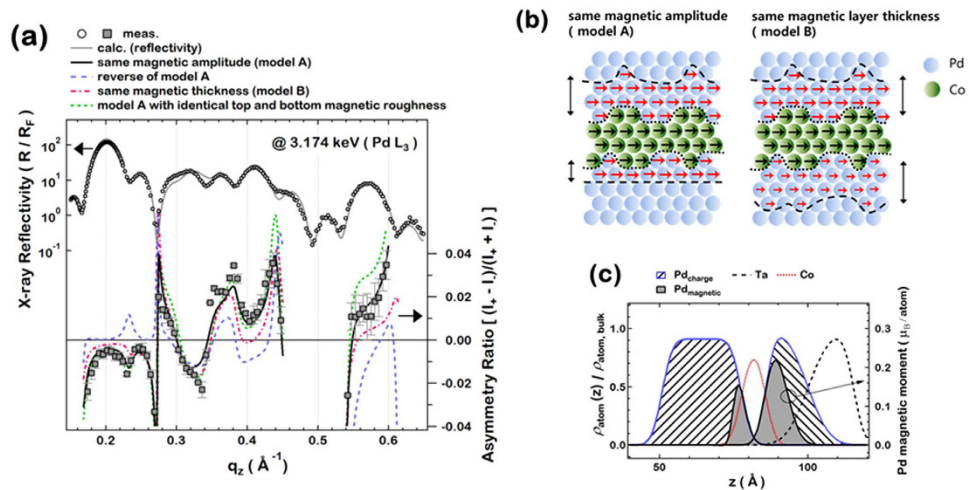 (a)
meas.
calc. (reflectivity)
same magnetic amplitude (model A)
reverse of model A
same magnetic thickness (model B)
model A with identical top and bottom magnetic roughness
@ 3.174 keV ( Pd L3 )
X-ray Reflectivity ( R / RF )
10²
10¹
10⁰
10⁻¹
0.04
0.02
0.00
-0.02
-0.04
Asymmetry Ratio [ (I+ - I-)/(I+ + I-) ]
0.2 0.3 0.4 0.5 0.6
qz ( Å⁻¹ )
(b)
same magnetic amplitude
( model A)
same magnetic layer thickness
( model B)
Pd
Co
(c)
Pdcharge Ta Co
Pdmagnetic
ρatom (z) / ρatom, bulk
1.0
0.5
0.0
0.3
0.2
0.1
0.0
Pd magnetic moment ( μB / atom)
50 100
z ( Å )